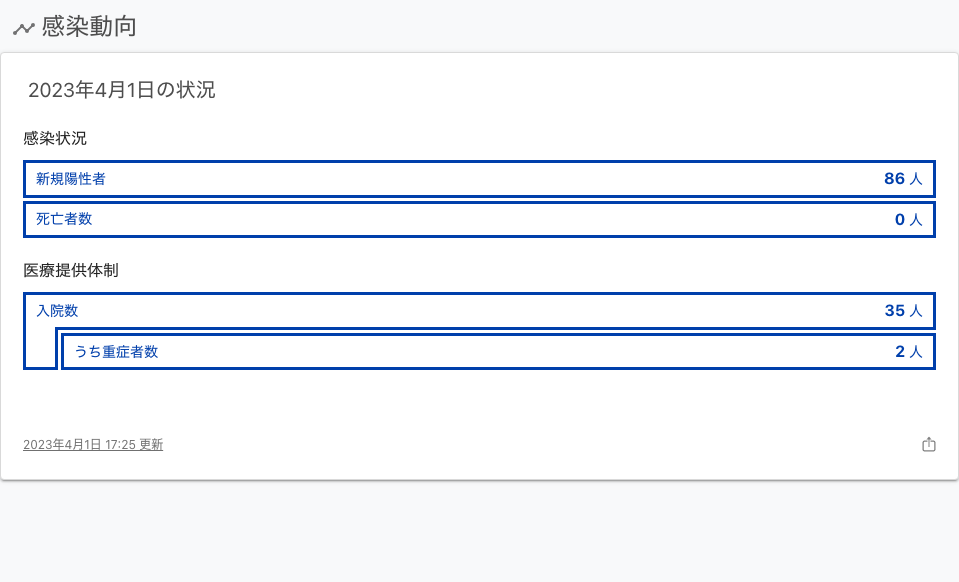 感染動向
2023年4月1日の状況
感染状況
新規陽性者 86 人
死亡者数 0 人
医療提供体制
入院数 35 人
うち重症者数 2 人
2023年4月1日 17:25 更新